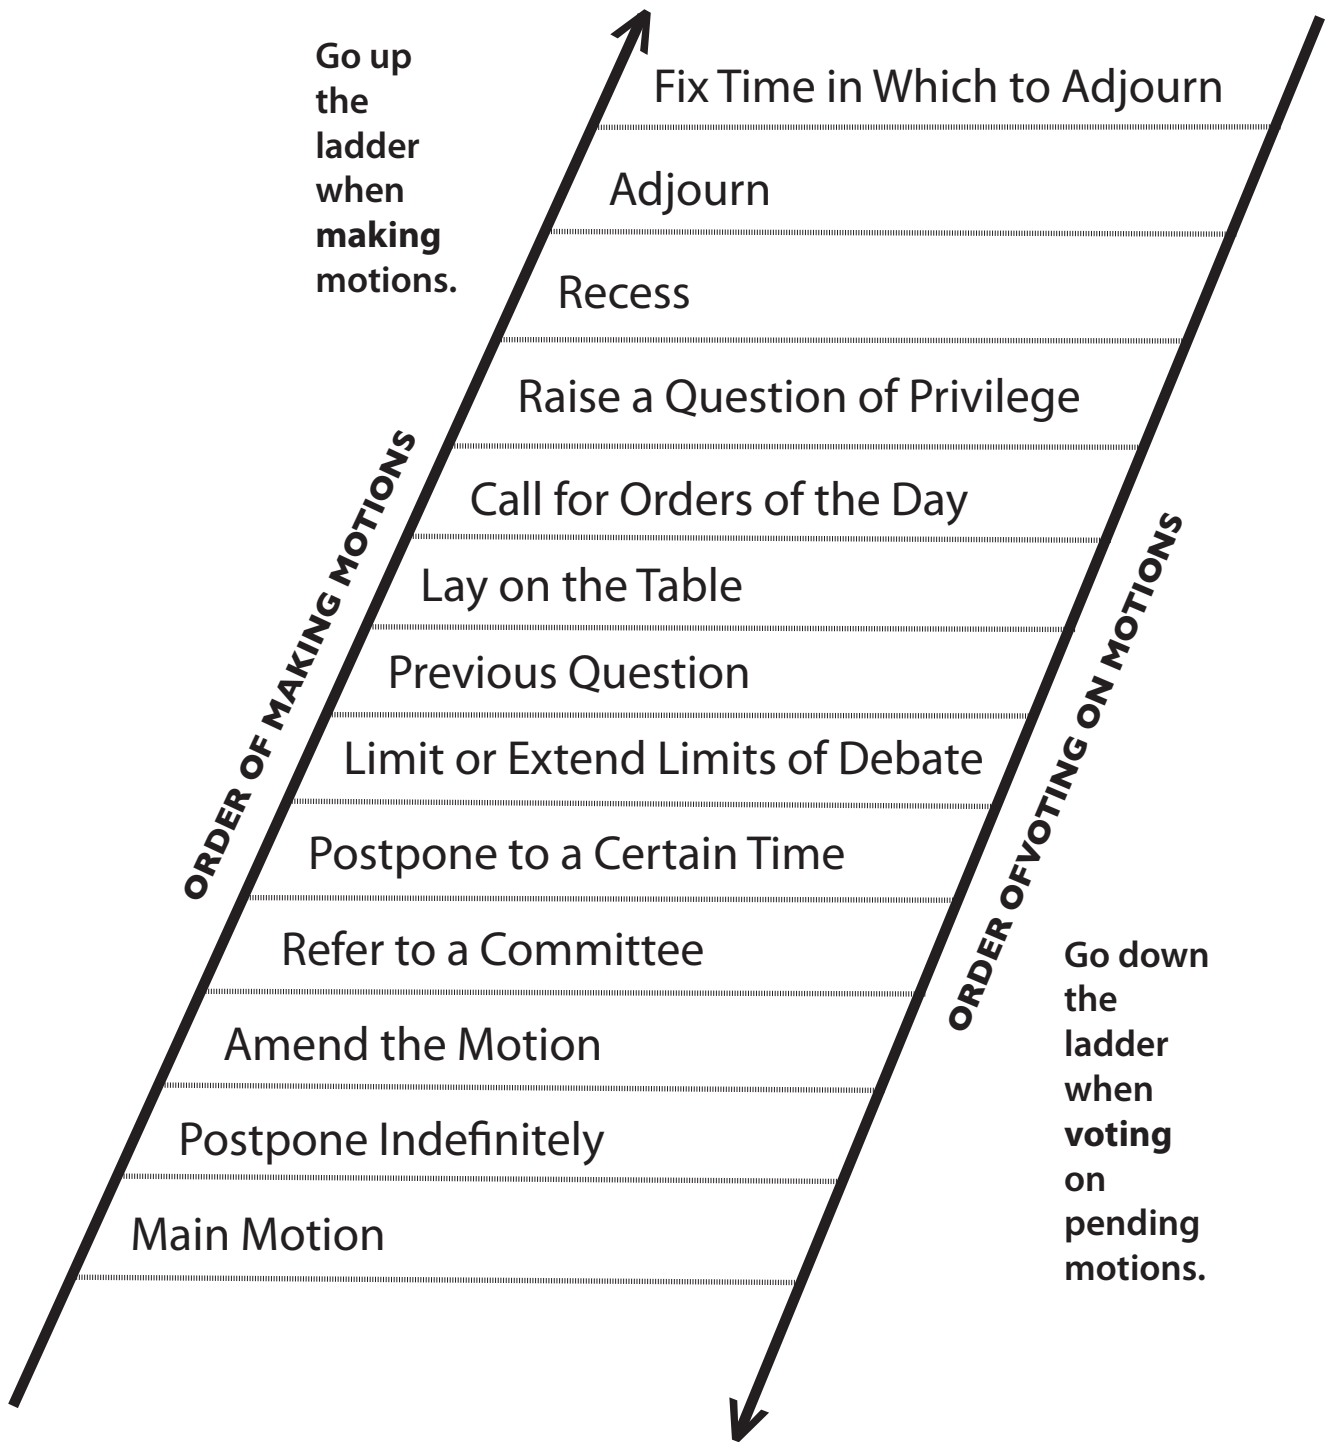 Go up
the
ladder
when
making
motions.
Fix Time in Which to Adjourn
Adjourn
Recess
Raise a Question of Privilege
Call for Orders of the Day
Lay on the Table
Previous Question
Limit or Extend Limits of Debate
Postpone to a Certain Time
Refer to a Committee
Amend the Motion
Postpone Indefinitely
Main Motion
ORDER OF MAKING MOTIONS
ORDER OFVOTING ON MOTIONS
Go down
the
ladder
when
voting
on
pending
motions.